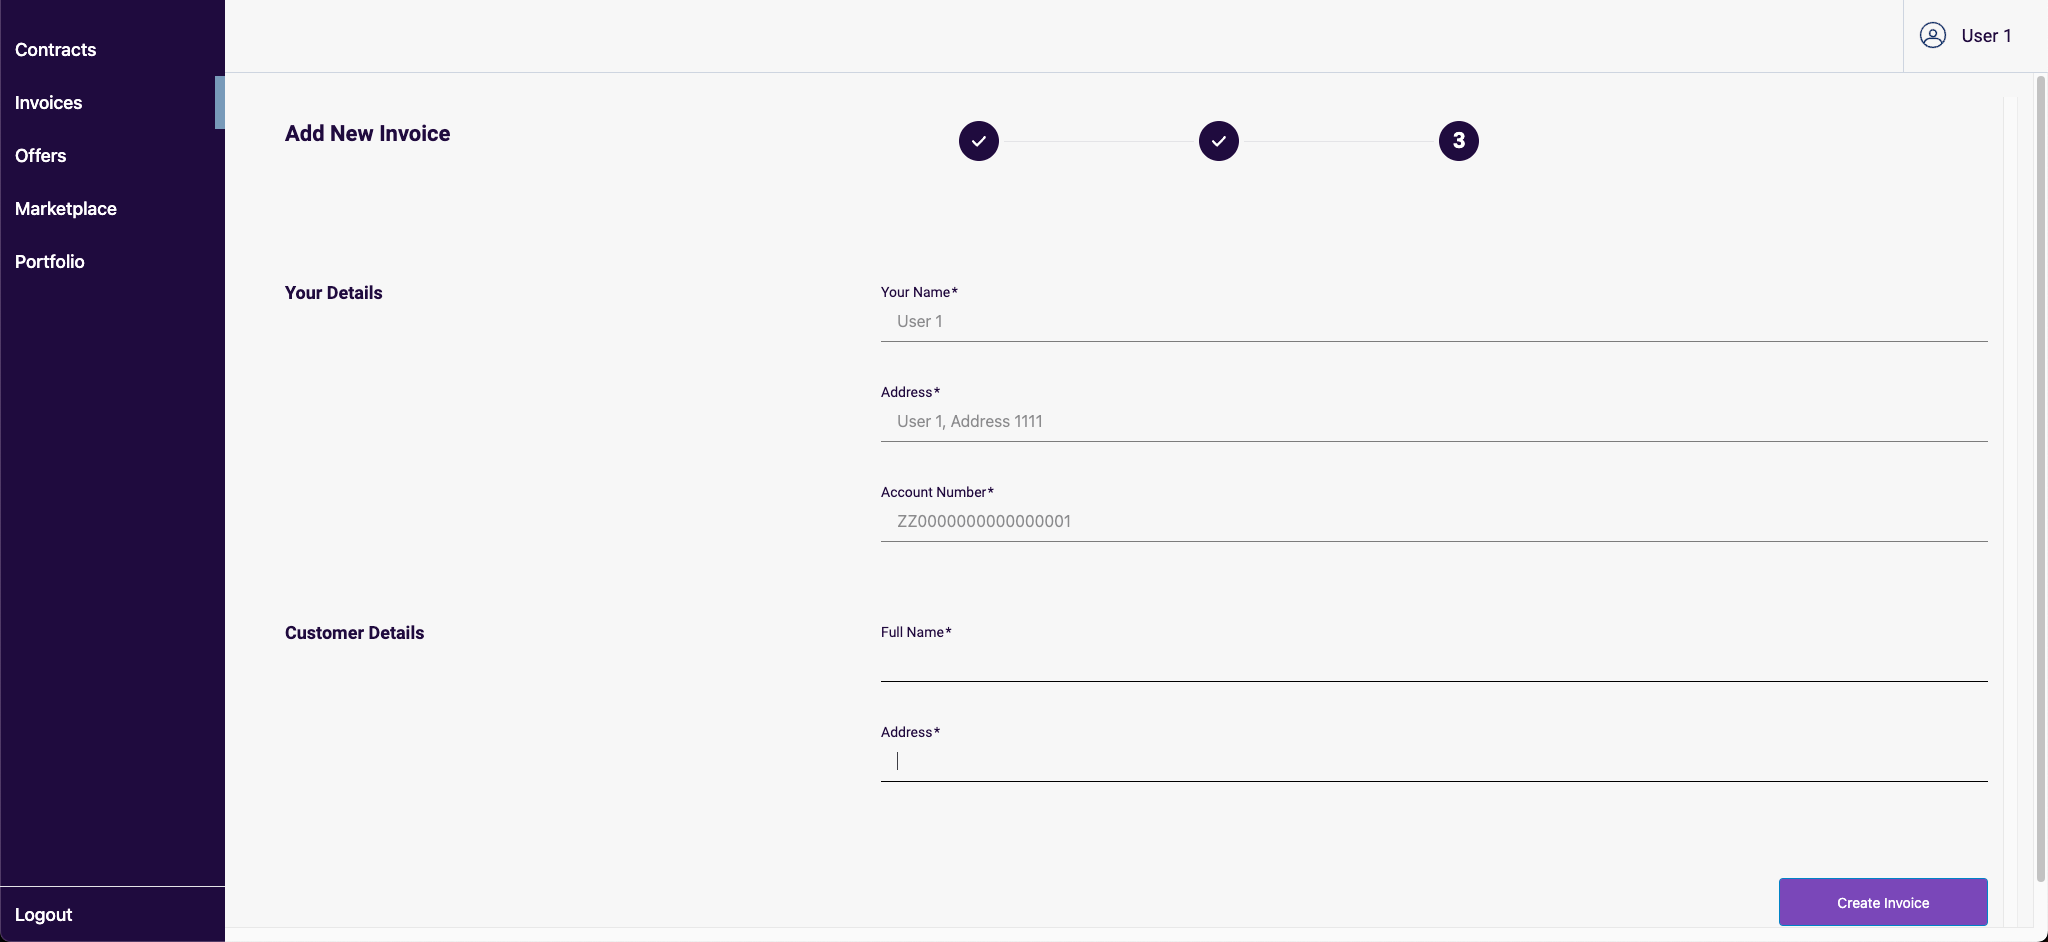 Contracts
Invoices
Offers
Marketplace
Portfolio
Logout
User 1
Add New Invoice
3
Your Details
Your Name*
User 1
Address*
User 1, Address 1111
Account Number*
ZZ0000000000000001
Customer Details
Full Name*
Address*
Create Invoice